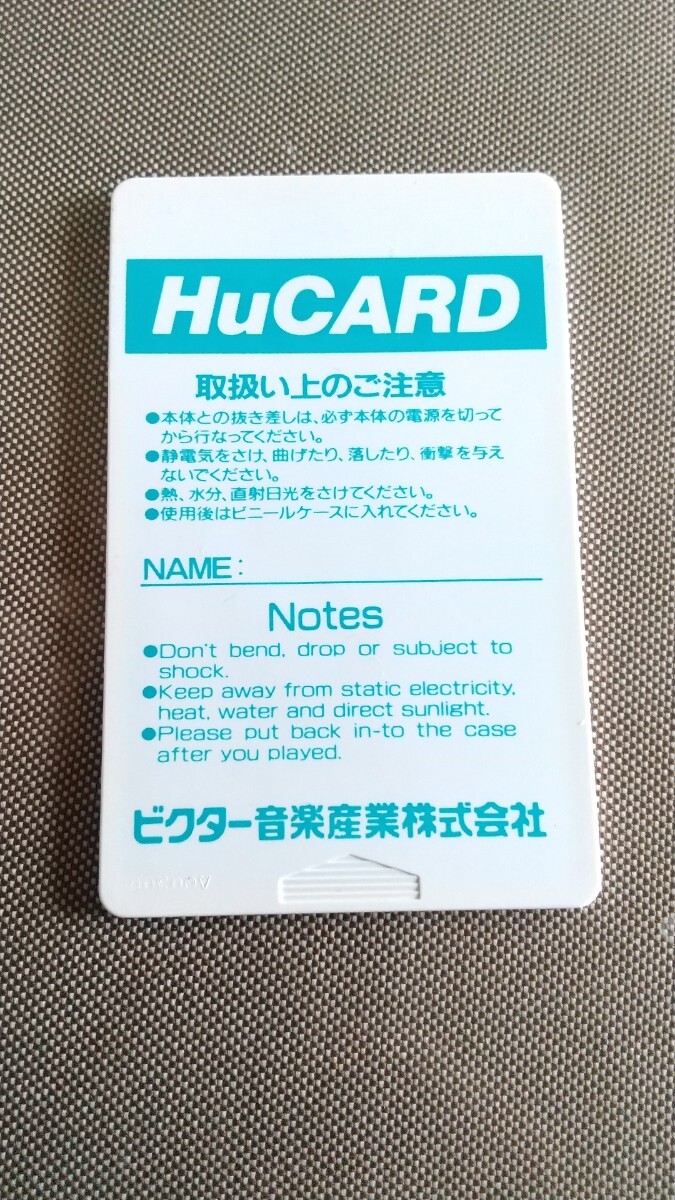 HuCARD
取扱い上のご注意
●本体との抜き差しは、必ず本体の電源を切って
から行なってください。
●静電気をさけ、曲げたり、落したり、衝撃を与え
ないでください。
●熱、水分、直射日光をさけてください。
●使用後はビニールケースに入れてください。
NAME:
Notes
●Don't bend, drop or subject to
shock.
●Keep away from static electricity,
heat, water and direct sunlight.
●Please put back in-to the case
after you played.
ビクター音楽産業株式会社